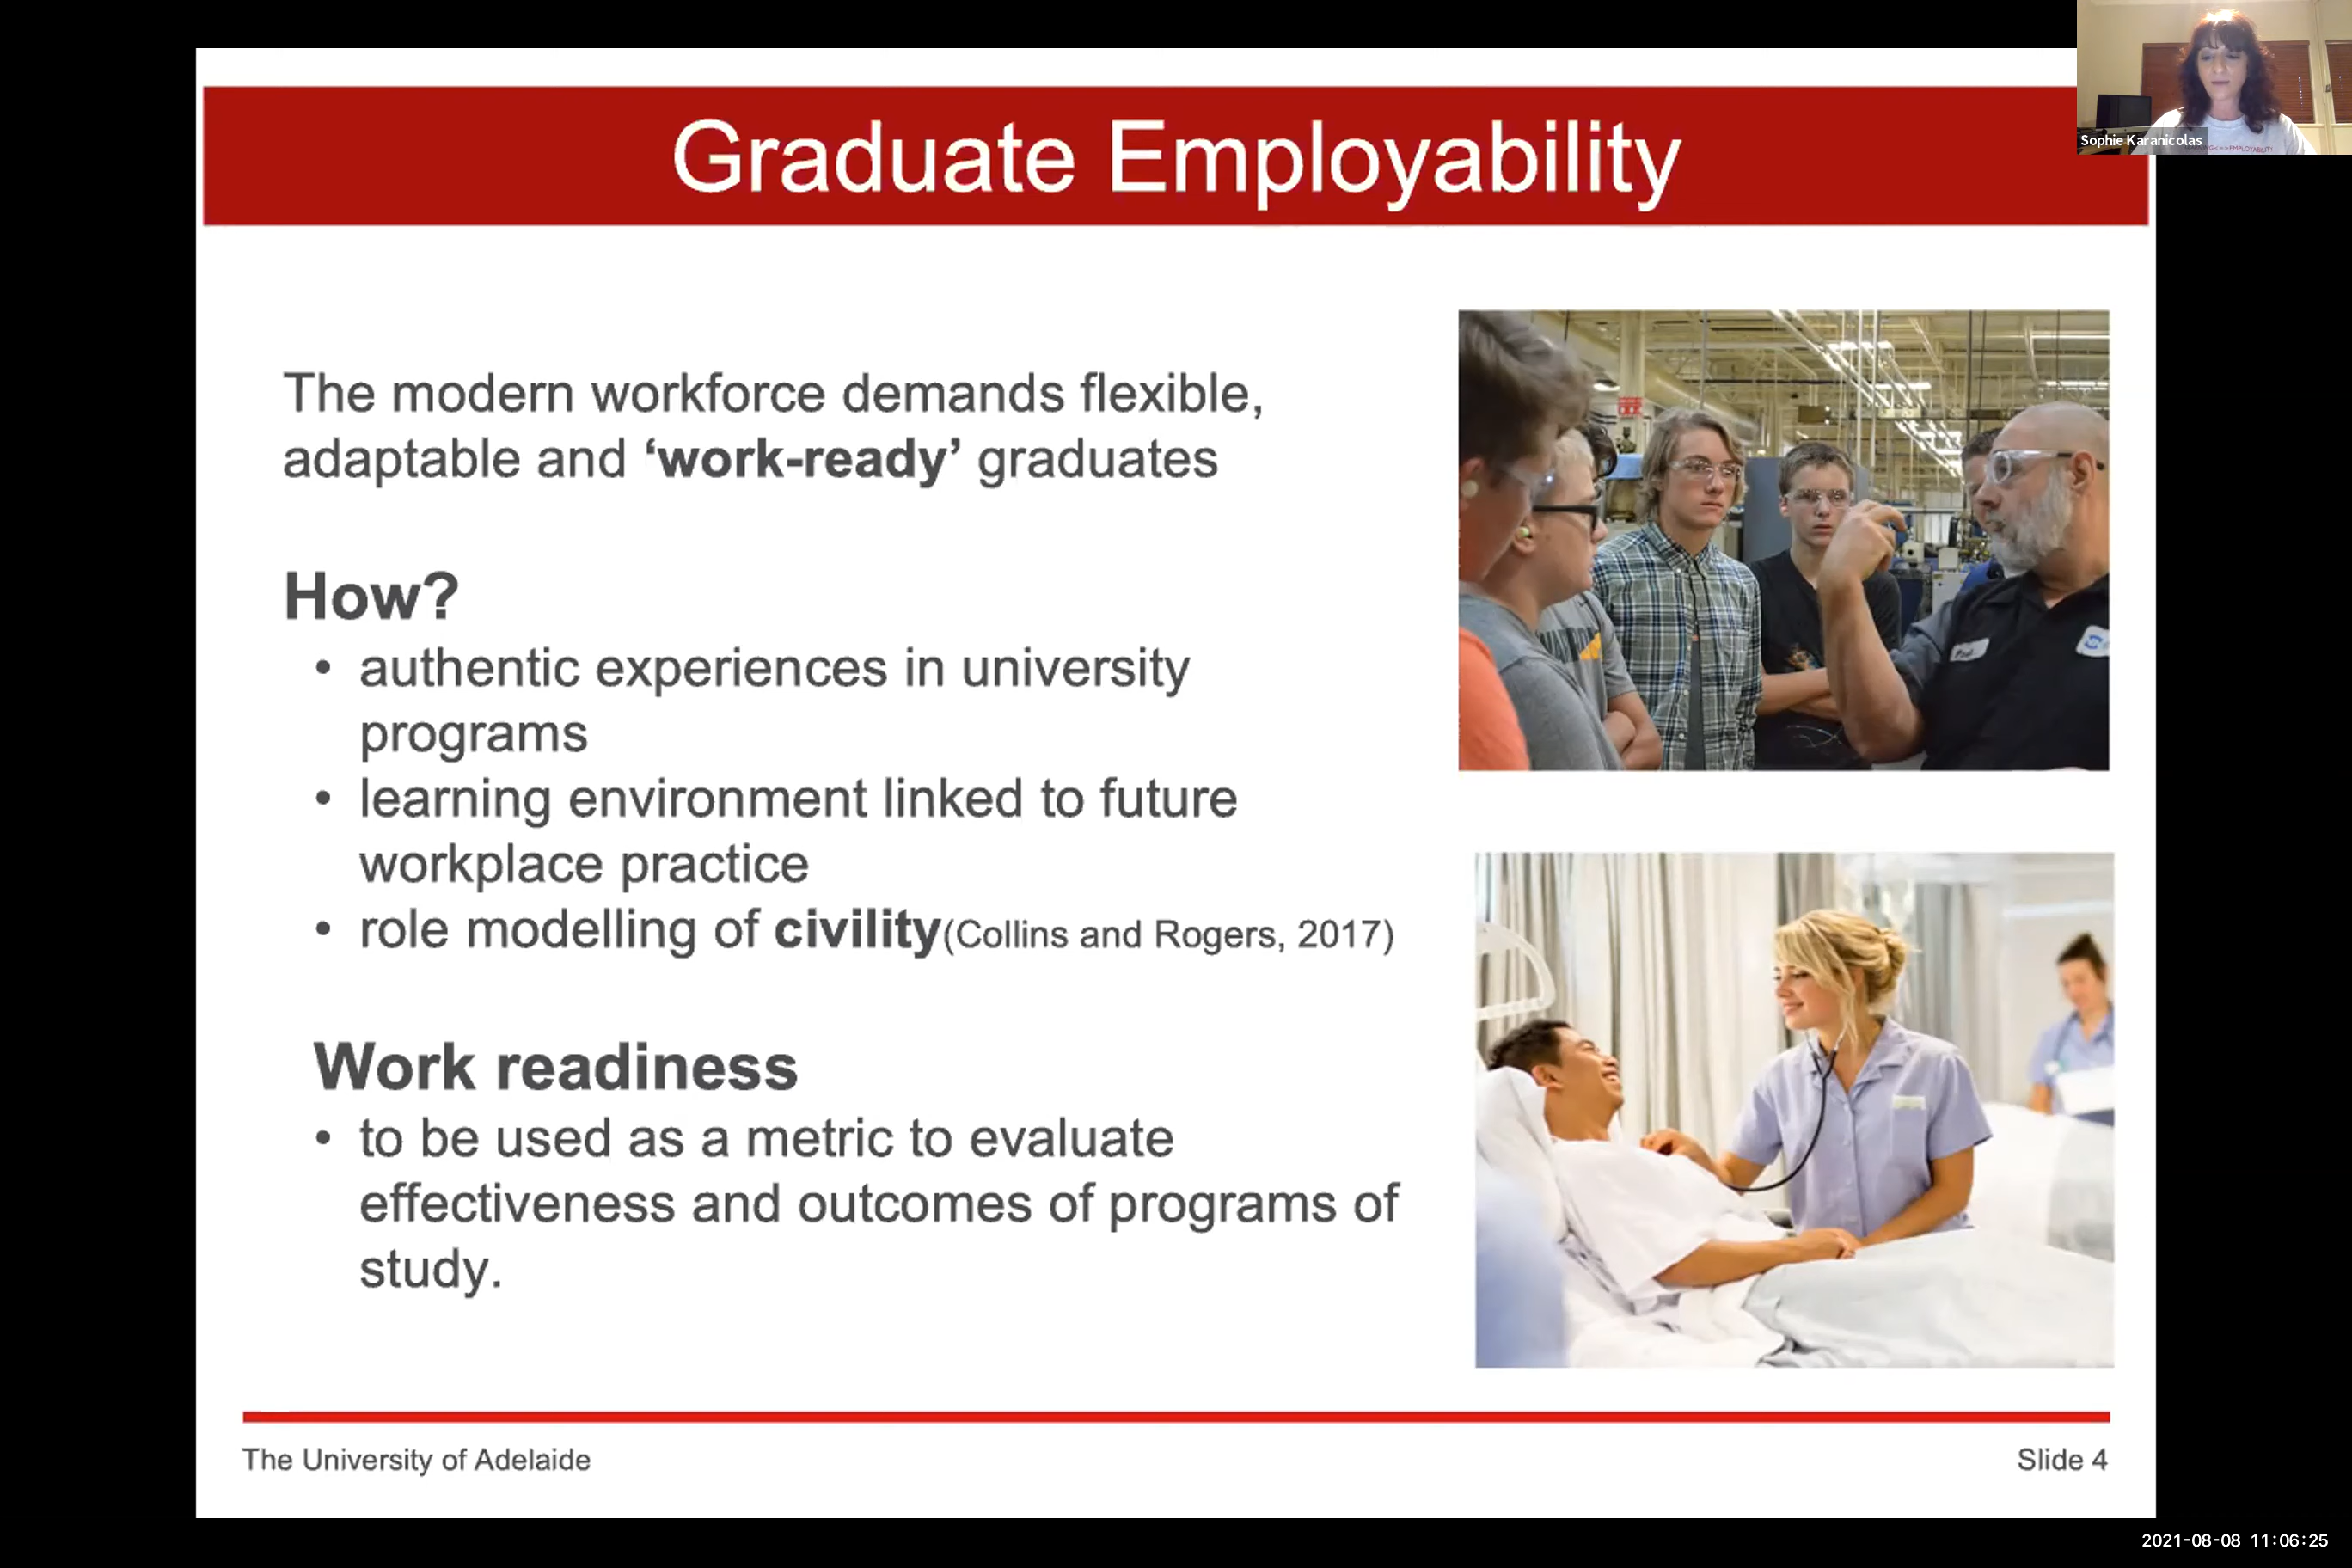 Graduate Employability
Sophie Karanicolas
EMPLOYABILITY
The modern workforce demands flexible,
adaptable and ‘work-ready’ graduates
How?
• authentic experiences in university
programs
• learning environment linked to future
workplace practice
• role modelling of civility(Collins and Rogers, 2017)
Work readiness
• to be used as a metric to evaluate
effectiveness and outcomes of programs of
study.
The University of Adelaide
Slide 4
2021-08-08 11:06:25